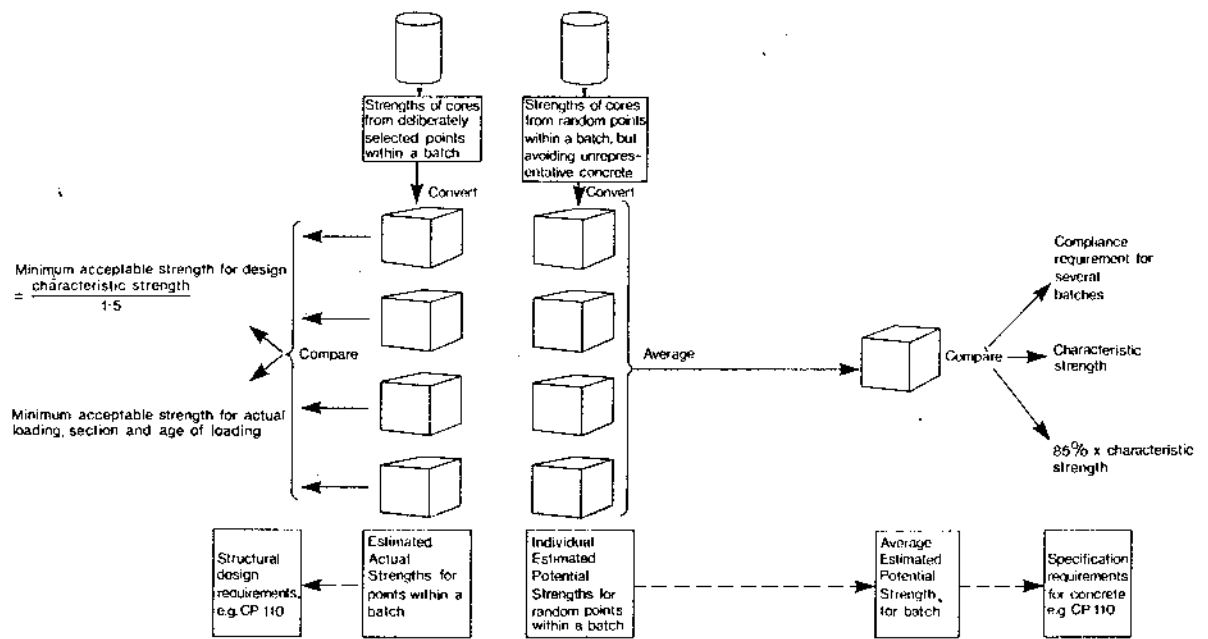 Strengths of cores
from deliberately
selected points
within a batch
Strengths of cores
from random points
within a batch, but
avoiding unrepres-
entative concrete
Convert
Convert
Minimum acceptable strength for design
= characteristic strength
1·5
Compare
Minimum acceptable strength for actual
loading, section and age of loading
Average
Compare
Compliance
requirement for
several
batches
Characteristic
strength
85% x characteristic
strength
Structural
design
requirements,
e.g. CP 110
Estimated
Actual
Strengths for
points within a
batch
Individual
Estimated
Potential
Strengths for
random points
within a batch
Average
Estimated
Potential
Strength
for batch
Specification
requirements
for concrete
e.g CP 110